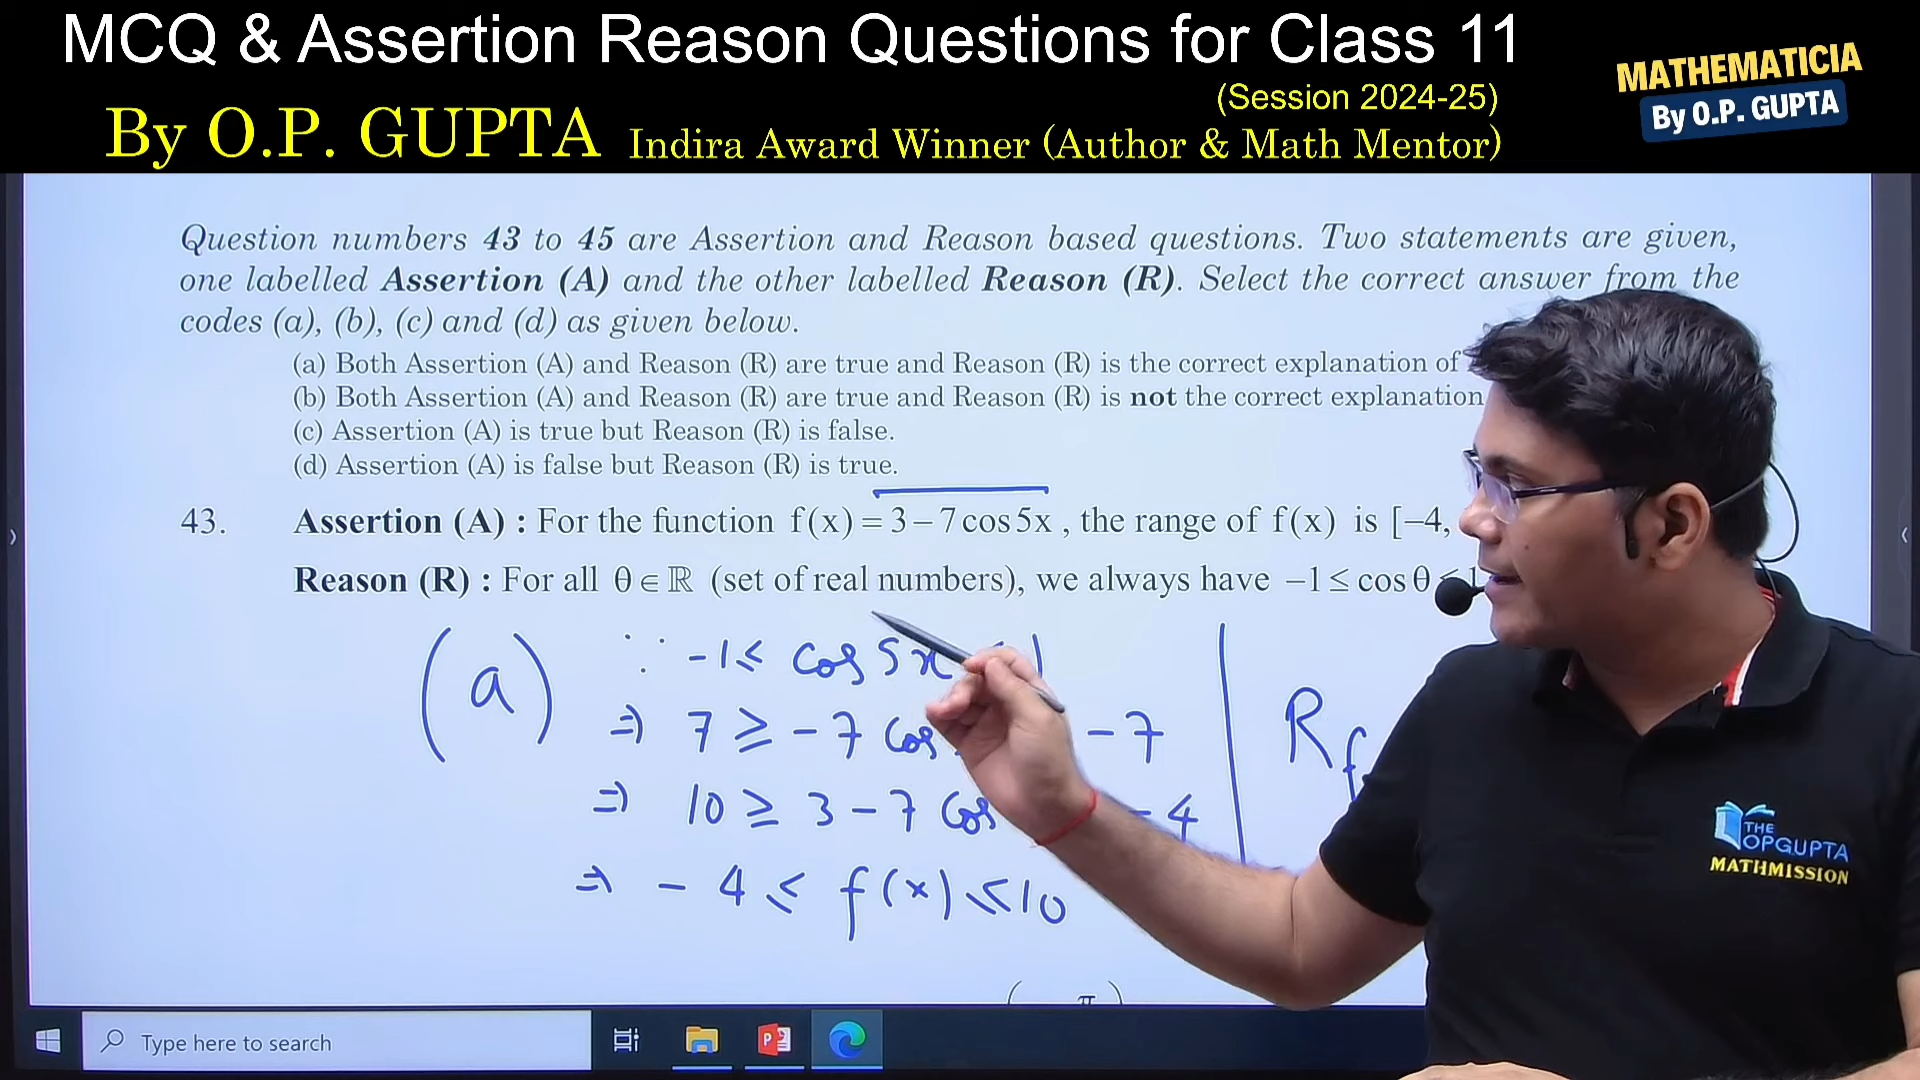 MCQ & Assertion Reason Questions for Class 11
(Session 2024-25)
By O.P. GUPTA Indira Award Winner (Author & Math Mentor)
MATHEMATICIA
By O.P. GUPTA
Question numbers 43 to 45 are Assertion and Reason based questions. Two statements are given,
one labelled Assertion (A) and the other labelled Reason (R). Select the correct answer from the
codes (a), (b), (c) and (d) as given below.
(a) Both Assertion (A) and Reason (R) are true and Reason (R) is the correct explanation of
(b) Both Assertion (A) and Reason (R) are true and Reason (R) is not the correct explanation
(c) Assertion (A) is true but Reason (R) is false.
(d) Assertion (A) is false but Reason (R) is true.
43. Assertion (A) : For the function f(x) = 3 – 7 cos 5x , the range of f(x) is [–4,
Reason (R) : For all θ ∈ ℝ (set of real numbers), we always have –1 ≤ cos θ ≤ 1
(a) ∵ -1 ≤ cos 5x 1
⇒ 7 ≥ - 7 cos - 7
⇒ 10 ≥ 3 - 7 cos - 4
⇒ - 4 ≤ f(x) ≤ 10
R_f
π
THE
OPGUPTA
MATHMISSION
Type here to search